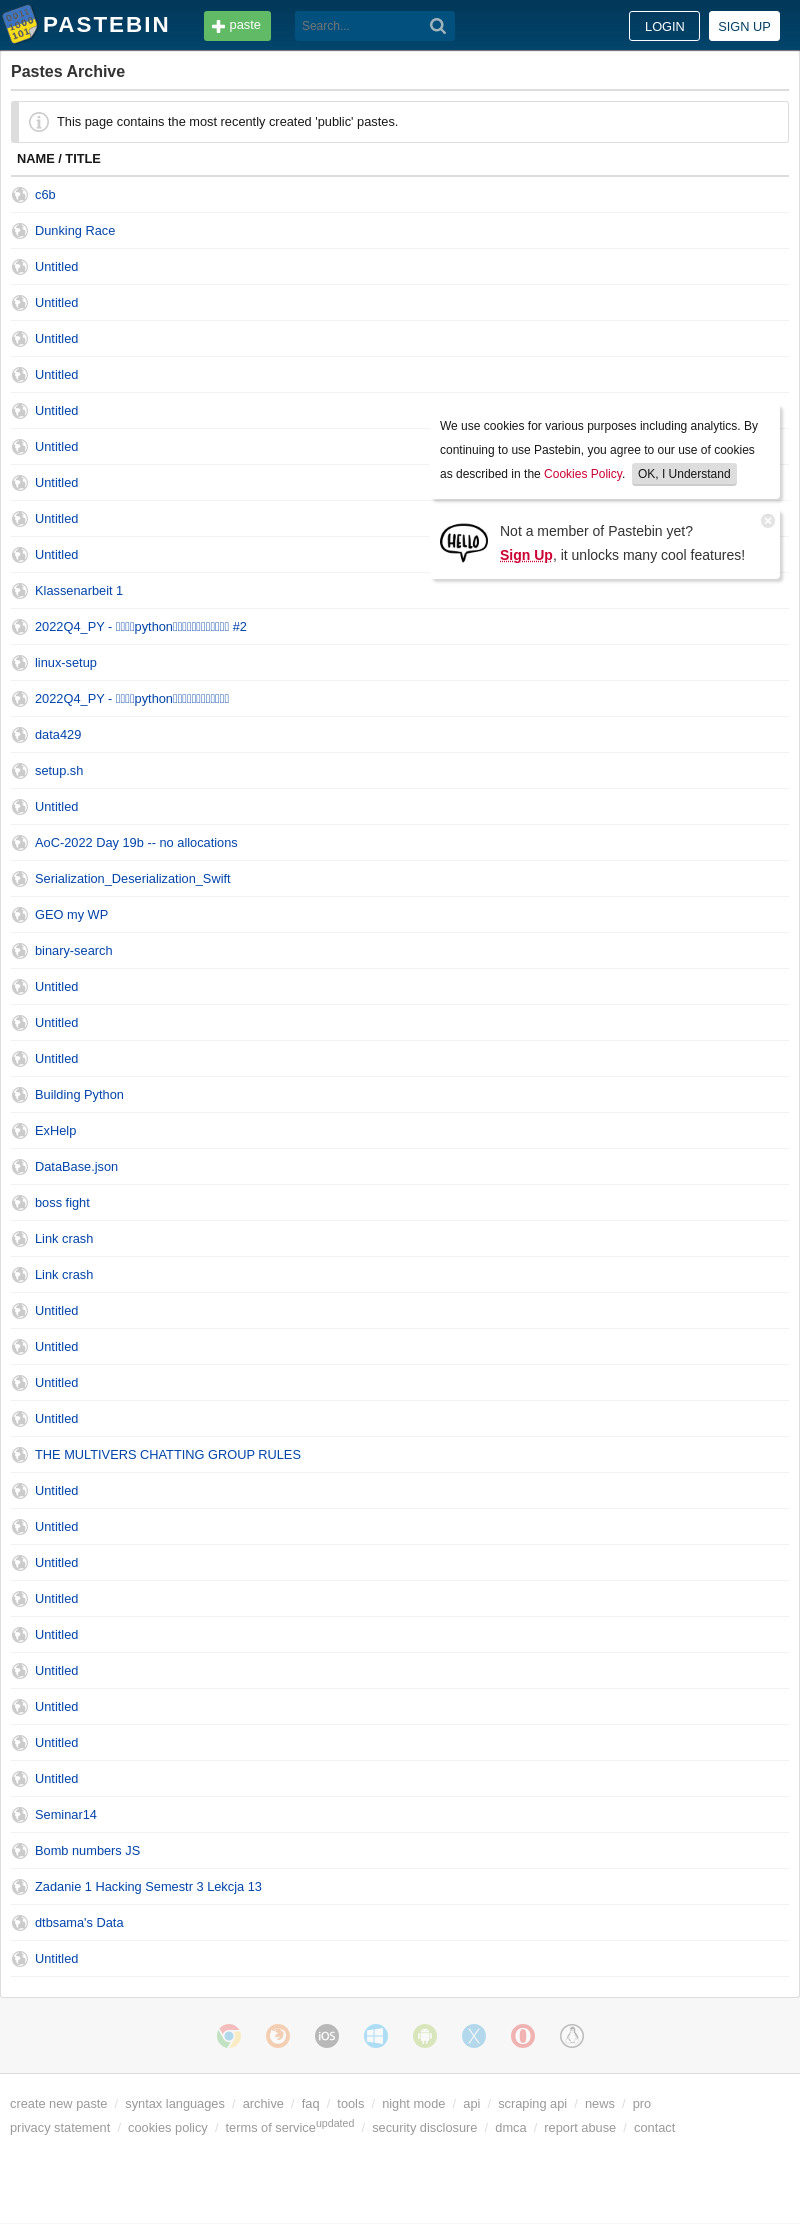 PASTEBIN
paste
Search...
LOGIN
SIGN UP
Pastes Archive
This page contains the most recently created 'public' pastes.
NAME / TITLE
c6b
Dunking Race
Untitled
Untitled
Untitled
Untitled
Untitled
We use cookies for various purposes including analytics. By
continuing to use Pastebin, you agree to our use of cookies
as described in the Cookies Policy. OK, I Understand
Untitled
Untitled
Untitled
HELLO
Not a member of Pastebin yet?
Sign Up, it unlocks many cool features!
Untitled
Klassenarbeit 1
2022Q4_PY - python #2
linux-setup
2022Q4_PY - python
data429
setup.sh
Untitled
AoC-2022 Day 19b -- no allocations
Serialization_Deserialization_Swift
GEO my WP
binary-search
Untitled
Untitled
Untitled
Building Python
ExHelp
DataBase.json
boss fight
Link crash
Link crash
Untitled
Untitled
Untitled
Untitled
THE MULTIVERS CHATTING GROUP RULES
Untitled
Untitled
Untitled
Untitled
Untitled
Untitled
Untitled
Untitled
Untitled
Seminar14
Bomb numbers JS
Zadanie 1 Hacking Semestr 3 Lekcja 13
dtbsama's Data
Untitled
iOS
create new paste / syntax languages / archive / faq / tools / night mode / api / scraping api / news / pro
privacy statement / cookies policy / terms of service updated / security disclosure / dmca / report abuse / contact